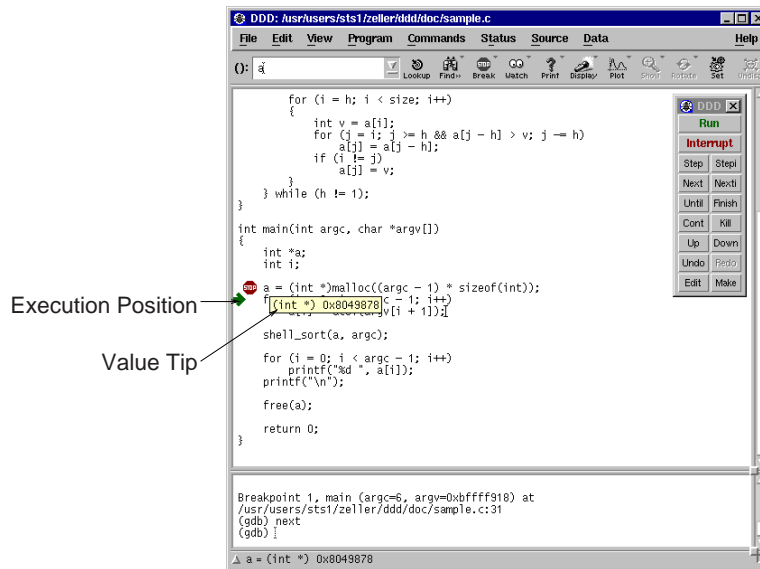 DDD: /usr/users/sts1/zeller/ddd/doc/sample.c
File Edit View Program Commands Status Source Data Help
(): a
Lookup Find» Break Watch Print Display Plot Show Rotate Set Undisp
for (i = h; i < size; i++)
{
int v = a[i];
for (j = i; j >= h && a[j - h] > v; j -= h)
a[j] = a[j - h];
if (i != j)
a[j] = v;
}
} while (h != 1);
}
int main(int argc, char *argv[])
{
int *a;
int i;
STOP a = (int *)malloc((argc - 1) * sizeof(int));
Execution Position
f c - 1; i++)
(int *) 0x8049878
v[i + 1]);
Value Tip
shell_sort(a, argc);
for (i = 0; i < argc - 1; i++)
printf("%d ", a[i]);
printf("\n");
free(a);
return 0;
}
DDD
Run
Interrupt
Step Stepi
Next Nexti
Until Finish
Cont Kill
Up Down
Undo Redo
Edit Make
Breakpoint 1, main (argc=6, argv=0xbffff918) at
/usr/users/sts1/zeller/ddd/doc/sample.c:31
(gdb) next
(gdb)
a = (int *) 0x8049878